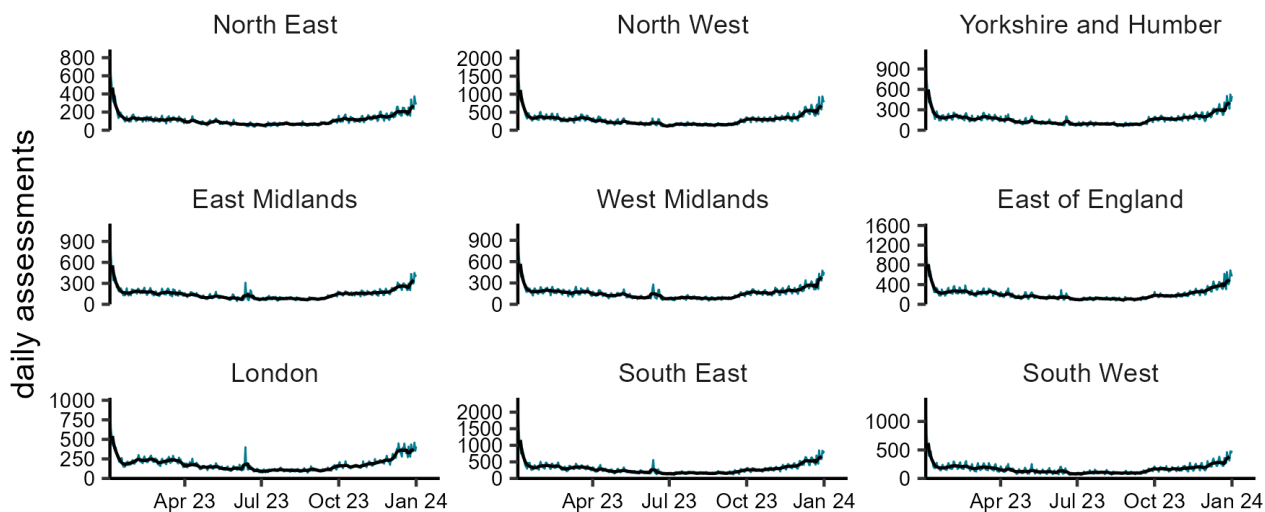 North East North West Yorkshire and Humber
800 2000 900
600 1500 600
400 1000 300
200 500 0
0 0
East Midlands West Midlands East of England
900 900 1600
600 600 1200
300 300 800
0 0 400
0
London South East South West
1000 2000 1000
750 1500 500
500 1000 0
250 500
0 0
Apr 23 Jul 23 Oct 23 Jan 24 Apr 23 Jul 23 Oct 23 Jan 24 Apr 23 Jul 23 Oct 23 Jan 24
daily assessments